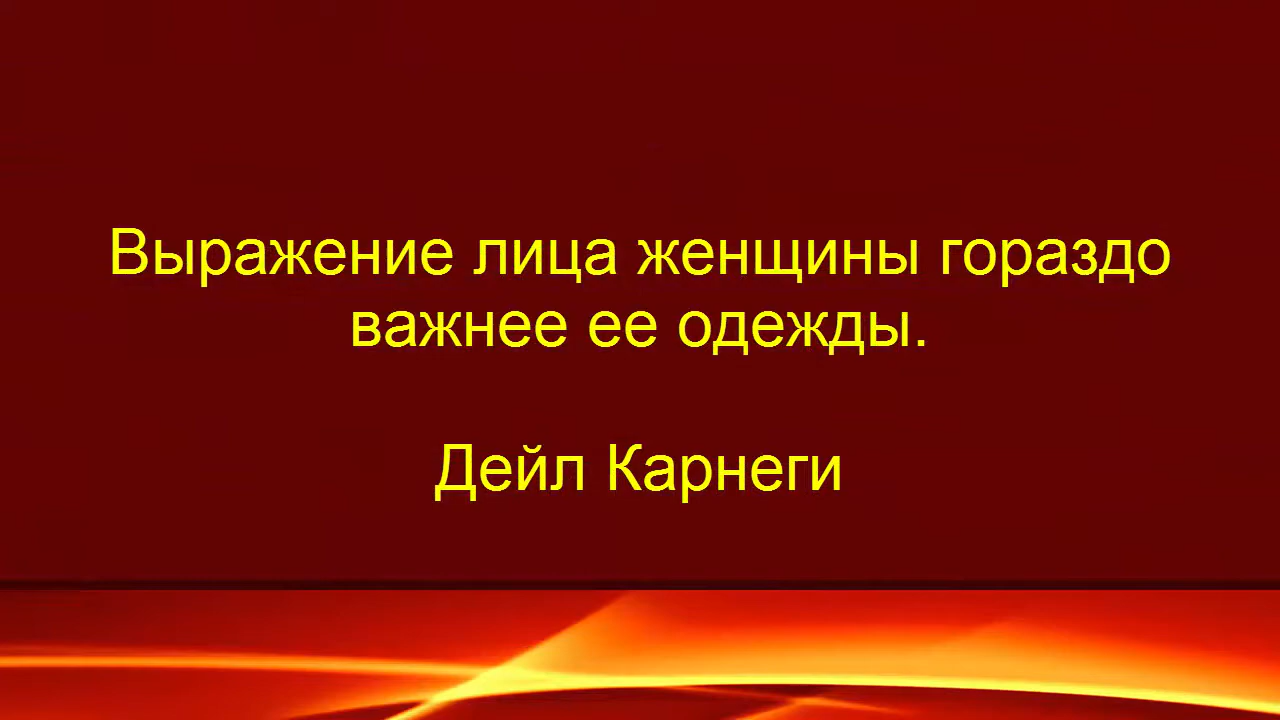 Выражение лица женщины гораздо
важнее ее одежды.
Дейл Карнеги